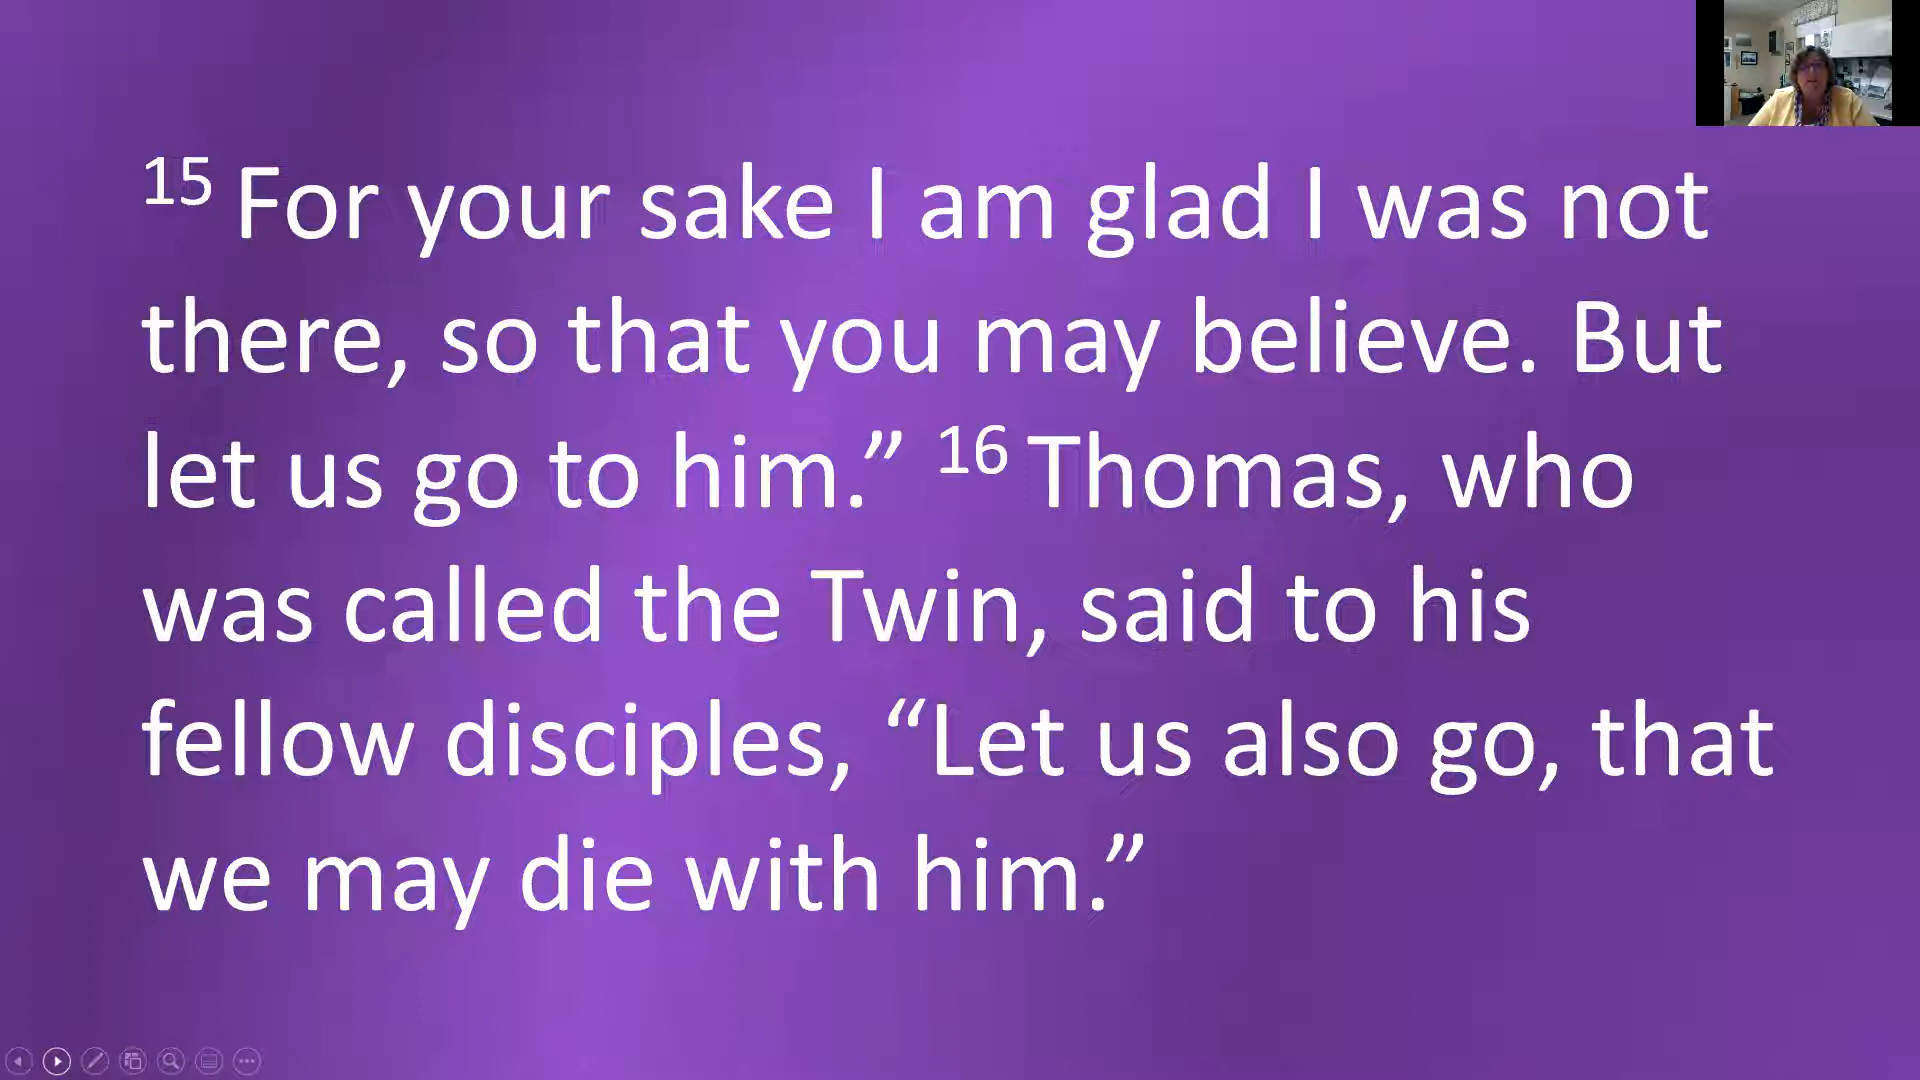 15 For your sake I am glad I was not
there, so that you may believe. But
let us go to him.” 16 Thomas, who
was called the Twin, said to his
fellow disciples, “Let us also go, that
we may die with him.”